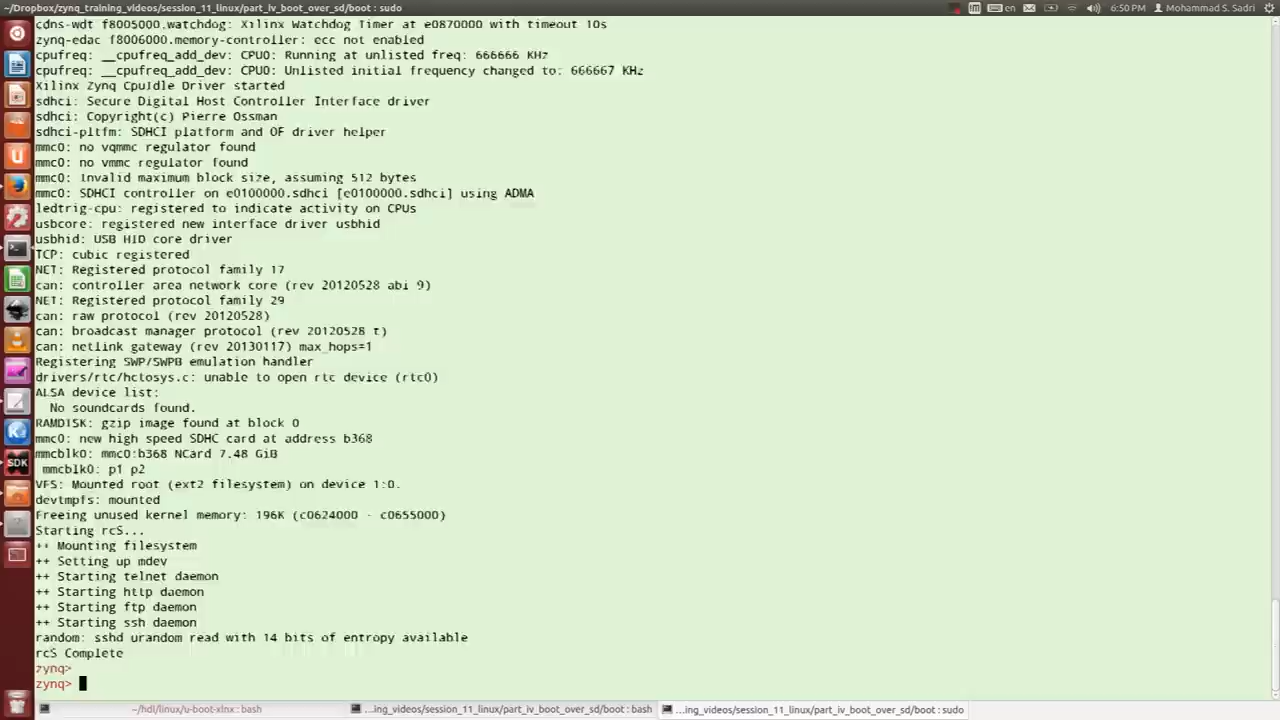 ~/Dropbox/zynq_training_videos/session_11_linux/part_iv_boot_over_sd/boot : sudo
en
6:50 PM
Mohammad S. Sadri
cdns-wdt f8005000.watchdog: Xilinx Watchdog Timer at e0870000 with timeout 10s
zynq-edac f8006000.memory-controller: ecc not enabled
cpufreq: __cpufreq_add_dev: CPU0: Running at unlisted freq: 666666 KHz
cpufreq: __cpufreq_add_dev: CPU0: Unlisted initial frequency changed to: 666667 KHz
Xilinx Zynq CpuIdle Driver started
sdhci: Secure Digital Host Controller Interface driver
sdhci: Copyright(c) Pierre Ossman
sdhci-pltfm: SDHCI platform and OF driver helper
mmc0: no vqmmc regulator found
mmc0: no vmmc regulator found
mmc0: Invalid maximum block size, assuming 512 bytes
mmc0: SDHCI controller on e0100000.sdhci [e0100000.sdhci] using ADMA
ledtrig-cpu: registered to indicate activity on CPUs
usbcore: registered new interface driver usbhid
usbhid: USB HID core driver
TCP: cubic registered
NET: Registered protocol family 17
can: controller area network core (rev 20120528 abi 9)
NET: Registered protocol family 29
can: raw protocol (rev 20120528)
can: broadcast manager protocol (rev 20120528 t)
can: netlink gateway (rev 20130117) max_hops=1
Registering SWP/SWPB emulation handler
drivers/rtc/hctosys.c: unable to open rtc device (rtc0)
ALSA device list:
No soundcards found.
RAMDISK: gzip image found at block 0
mmc0: new high speed SDHC card at address b368
mmcblk0: mmc0:b368 NCard 7.48 GiB
mmcblk0: p1 p2
VFS: Mounted root (ext2 filesystem) on device 1:0.
devtmpfs: mounted
Freeing unused kernel memory: 196K (c0624000 - c0655000)
Starting rcS...
++ Mounting filesystem
++ Setting up mdev
++ Starting telnet daemon
++ Starting http daemon
++ Starting ftp daemon
++ Starting ssh daemon
random: sshd urandom read with 14 bits of entropy available
rcS Complete
zynq>
zynq>
SDK
~/hdl/linux/u-boot-xlnx : bash
...ing_videos/session_11_linux/part_iv_boot_over_sd/boot : bash
...ing_videos/session_11_linux/part_iv_boot_over_sd/boot : sudo